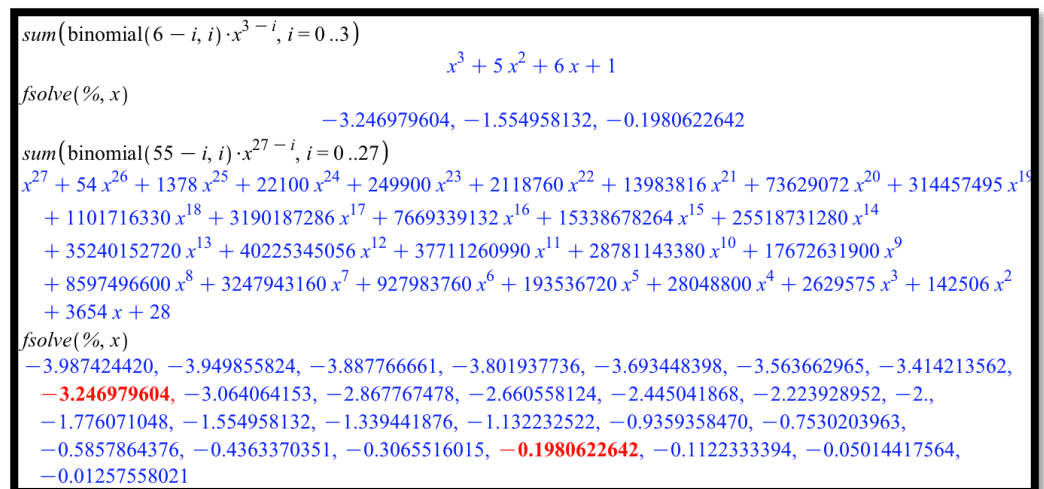 sum(binomial(6 − i, i)·x^(3 − i), i = 0 ..3)
x^3 + 5 x^2 + 6 x + 1
fsolve(%, x)
−3.246979604, −1.554958132, −0.1980622642
sum(binomial(55 − i, i)·x^(27 − i), i = 0 ..27)
x^27 + 54 x^26 + 1378 x^25 + 22100 x^24 + 249900 x^23 + 2118760 x^22 + 13983816 x^21 + 73629072 x^20 + 314457495 x^19
+ 1101716330 x^18 + 3190187286 x^17 + 7669339132 x^16 + 15338678264 x^15 + 25518731280 x^14
+ 35240152720 x^13 + 40225345056 x^12 + 37711260990 x^11 + 28781143380 x^10 + 17672631900 x^9
+ 8597496600 x^8 + 3247943160 x^7 + 927983760 x^6 + 193536720 x^5 + 28048800 x^4 + 2629575 x^3 + 142506 x^2
+ 3654 x + 28
fsolve(%, x)
−3.987424420, −3.949855824, −3.887766661, −3.801937736, −3.693448398, −3.563662965, −3.414213562,
−3.246979604, −3.064064153, −2.867767478, −2.660558124, −2.445041868, −2.223928952, −2.,
−1.776071048, −1.554958132, −1.339441876, −1.132232522, −0.9359358470, −0.7530203963,
−0.5857864376, −0.4363370351, −0.3065516015, −0.1980622642, −0.1122333394, −0.05014417564,
−0.01257558021